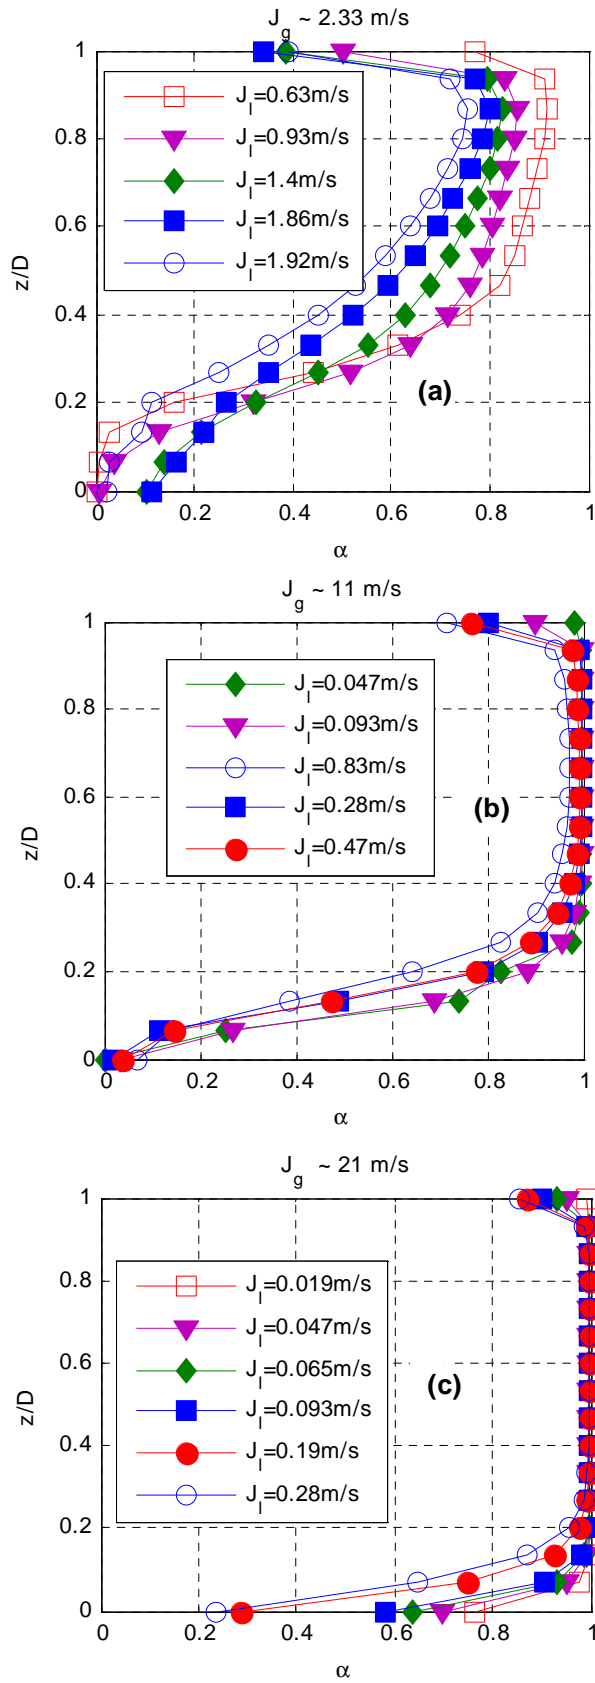 J_g ~ 2.33 m/s
1
0.8
0.6
0.4
0.2
0
z/D
J_l=0.63m/s
J_l=0.93m/s
J_l=1.4m/s
J_l=1.86m/s
J_l=1.92m/s
(a)
0 0.2 0.4 0.6 0.8 1
α
J_g ~ 11 m/s
1
0.8
0.6
0.4
0.2
0
z/D
J_l=0.047m/s
J_l=0.093m/s
J_l=0.83m/s
J_l=0.28m/s
J_l=0.47m/s
(b)
0 0.2 0.4 0.6 0.8 1
α
J_g ~ 21 m/s
1
0.8
0.6
0.4
0.2
0
z/D
J_l=0.019m/s
J_l=0.047m/s
J_l=0.065m/s
J_l=0.093m/s
J_l=0.19m/s
J_l=0.28m/s
(c)
0 0.2 0.4 0.6 0.8 1
α